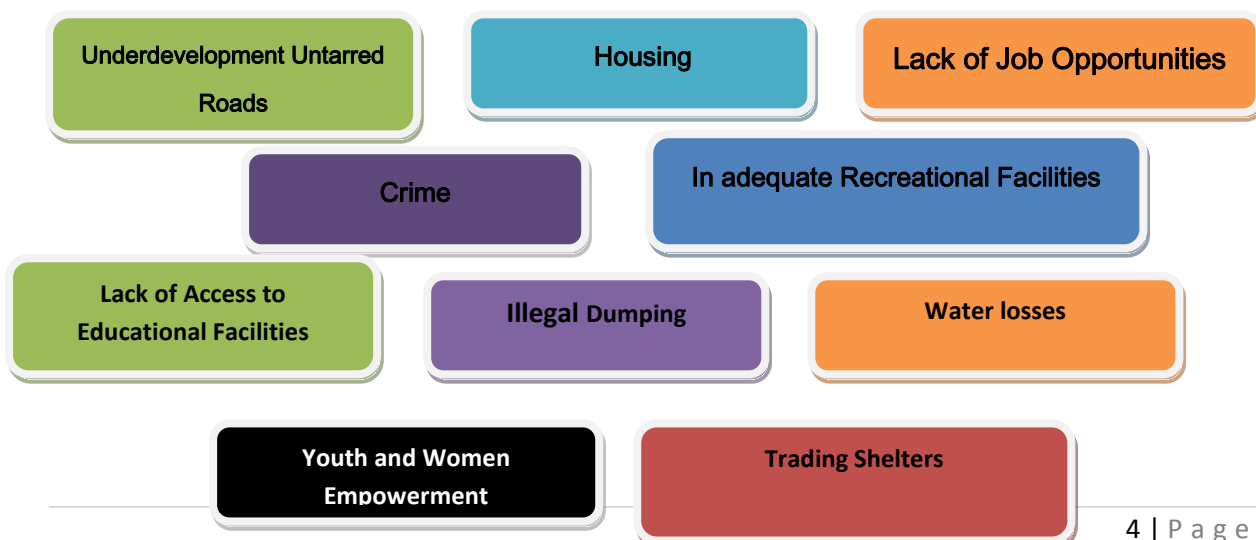 Underdevelopment Untarred
Roads
Housing
Lack of Job Opportunities
Crime
In adequate Recreational Facilities
Lack of Access to
Educational Facilities
Illegal Dumping
Water losses
Youth and Women
Empowerment
Trading Shelters
4 | P a g e